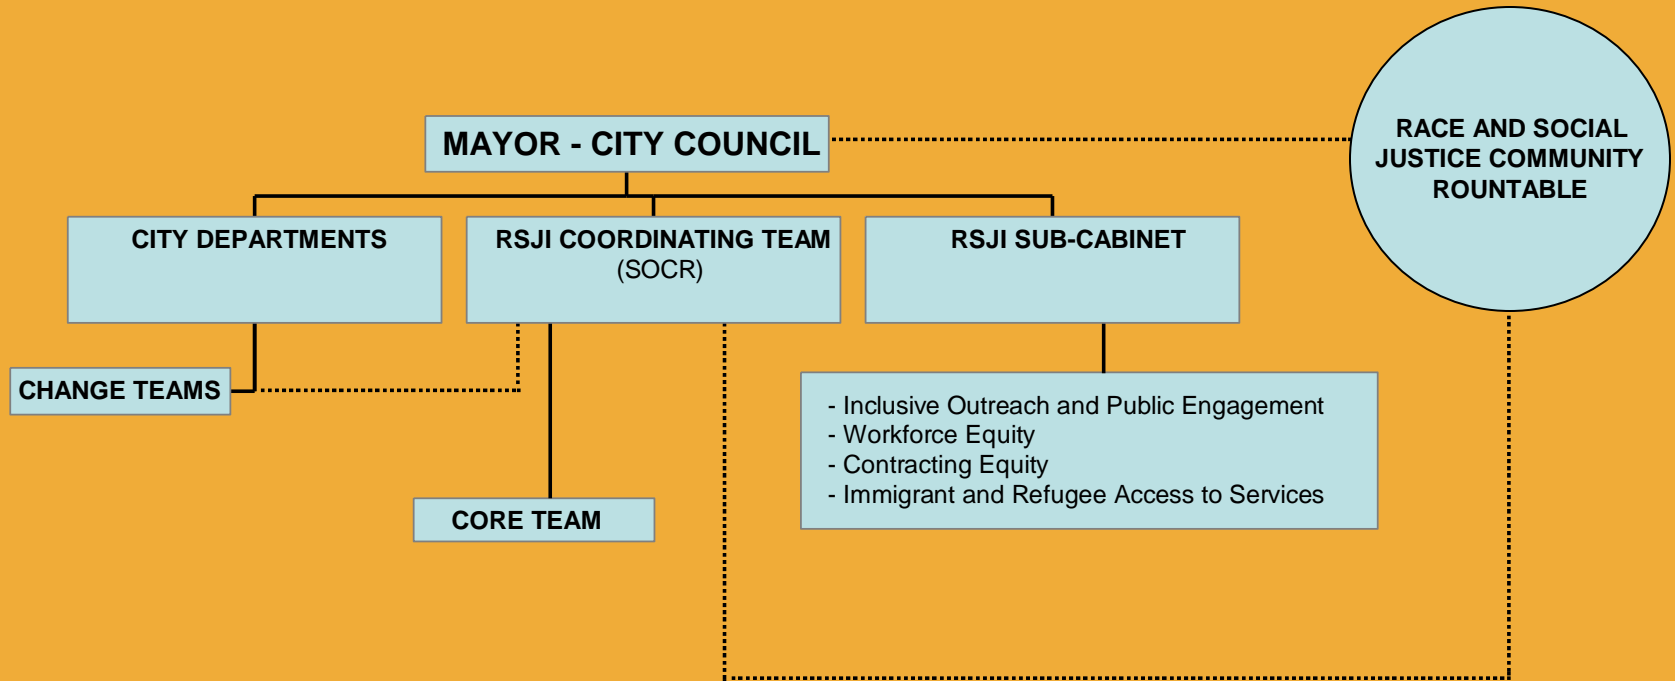 MAYOR - CITY COUNCIL
RACE AND SOCIAL
JUSTICE COMMUNITY
ROUNTABLE
CITY DEPARTMENTS
RSJI COORDINATING TEAM
(SOCR)
RSJI SUB-CABINET
CHANGE TEAMS
- Inclusive Outreach and Public Engagement
- Workforce Equity
- Contracting Equity
- Immigrant and Refugee Access to Services
CORE TEAM